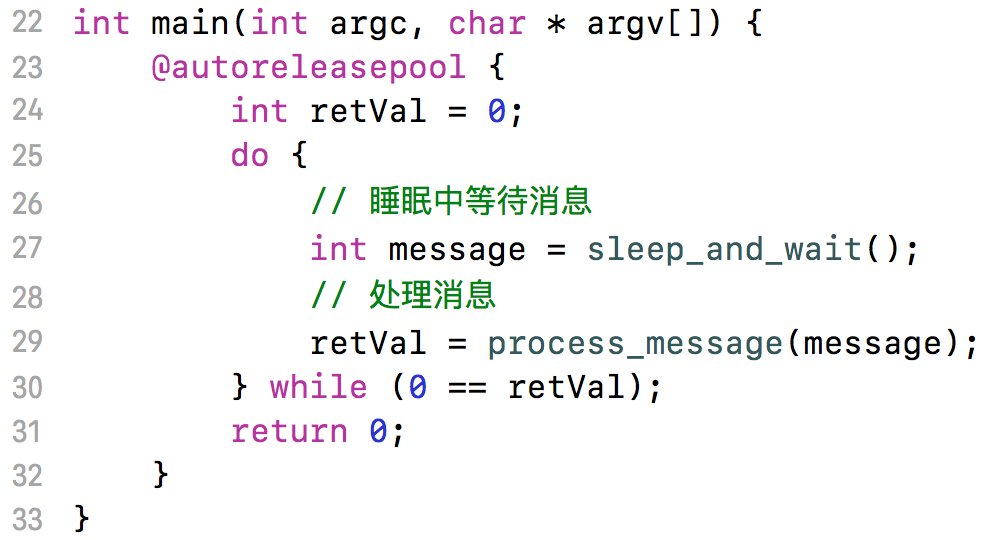 22 int main(int argc, char * argv[]) {
23     @autoreleasepool {
24         int retVal = 0;
25         do {
26             // 睡眠中等待消息
27             int message = sleep_and_wait();
28             // 处理消息
29             retVal = process_message(message);
30         } while (0 == retVal);
31         return 0;
32     }
33 }